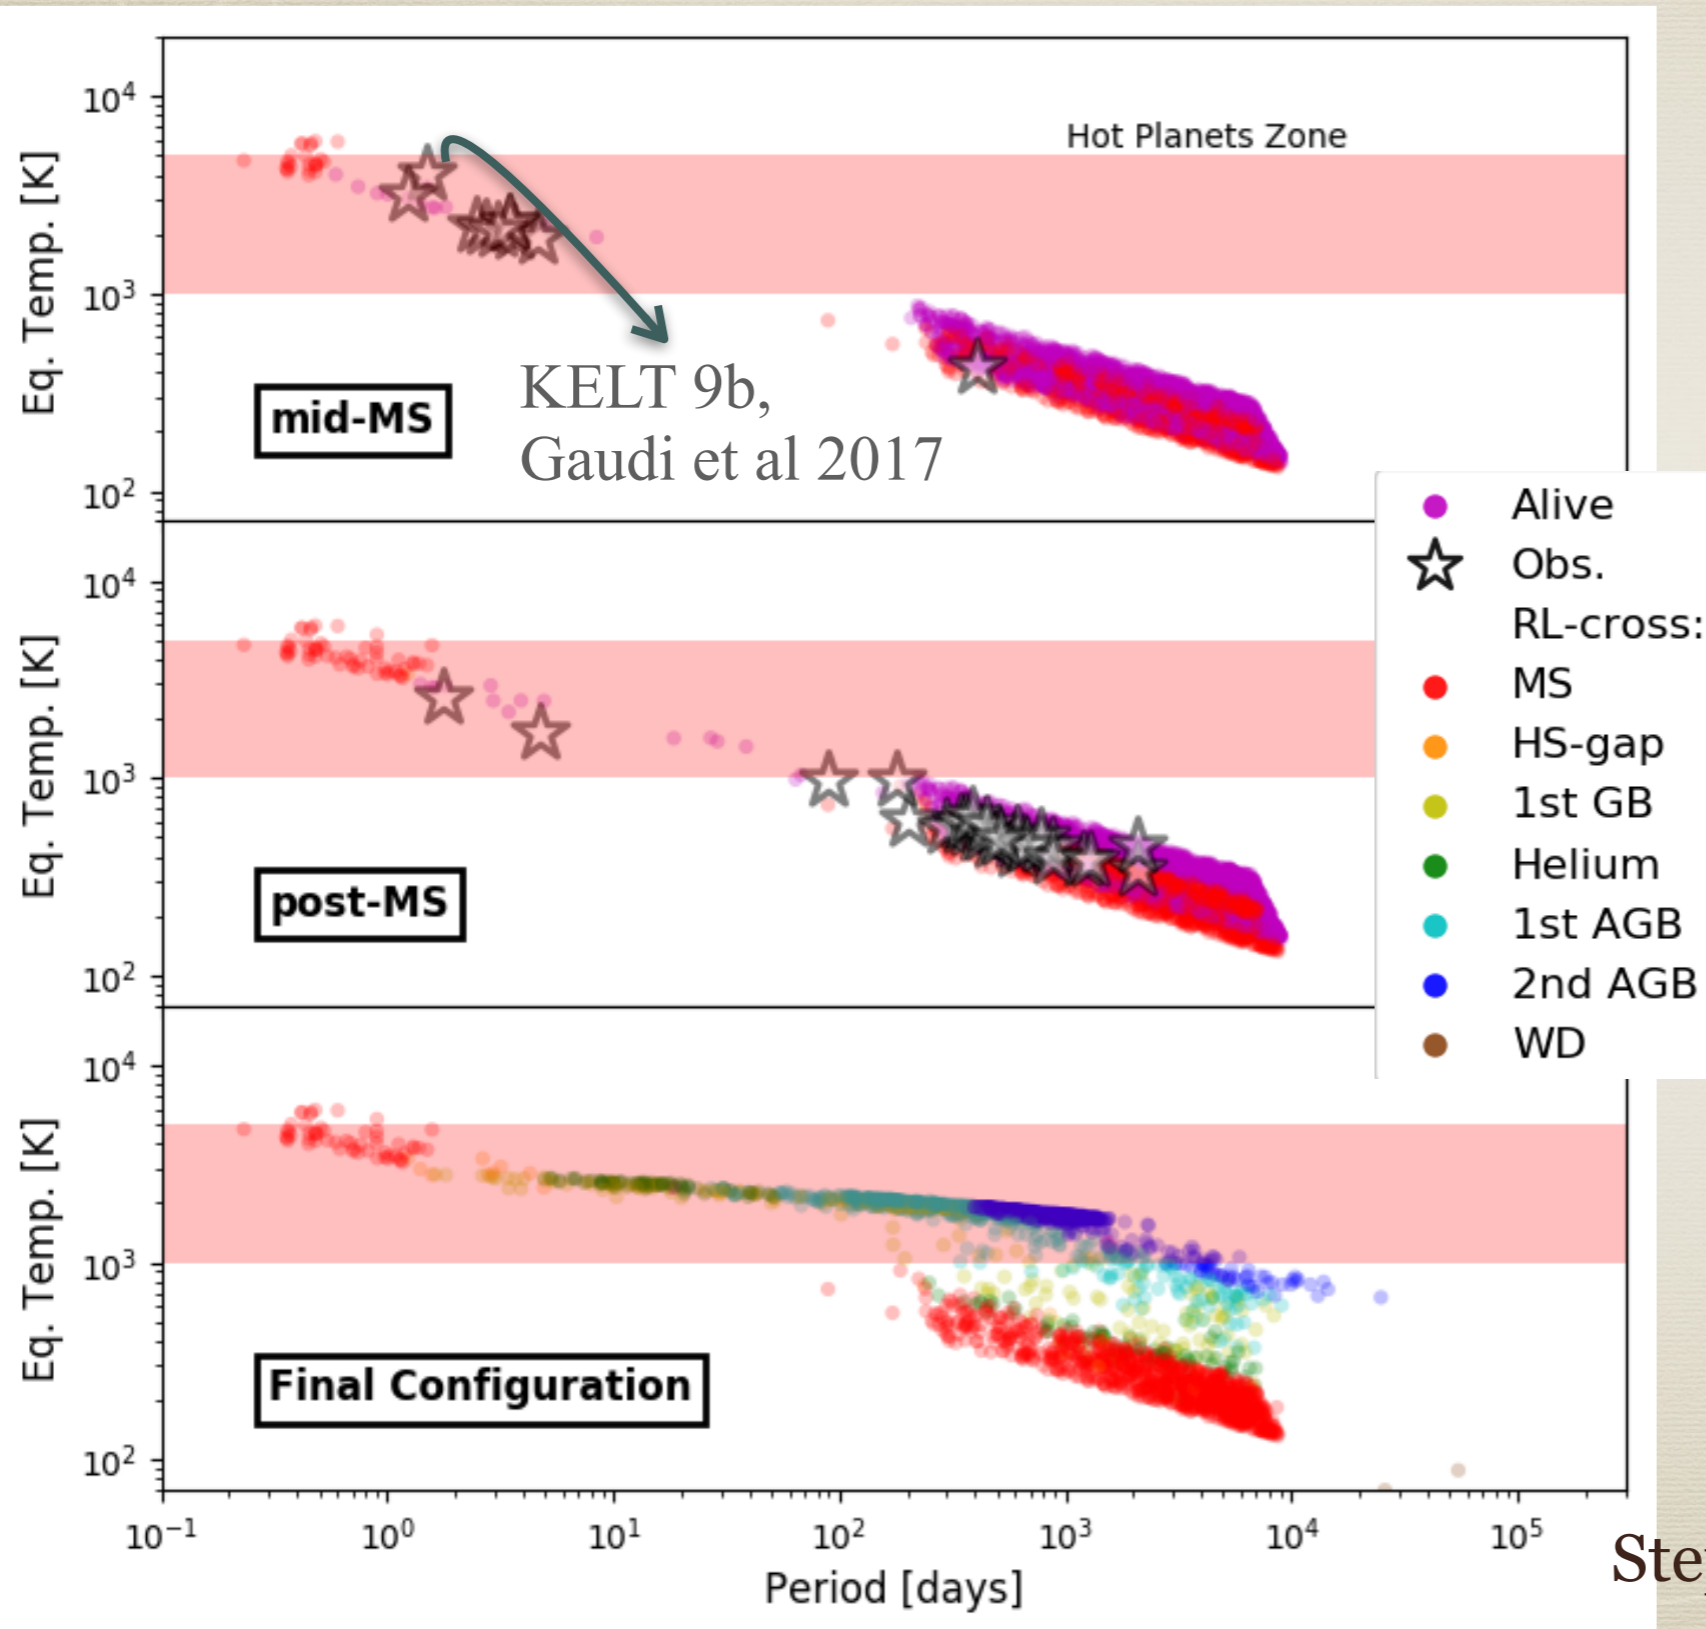 10⁴
10³
10²
Eq. Temp. [K]
Hot Planets Zone
mid-MS
KELT 9b,
Gaudi et al 2017
10⁴
10³
10²
Eq. Temp. [K]
post-MS
Alive
Obs.
RL-cross:
MS
HS-gap
1st GB
Helium
1st AGB
2nd AGB
WD
10⁴
10³
10²
Eq. Temp. [K]
Final Configuration
10⁻¹ 10⁰ 10¹ 10² 10³ 10⁴ 10⁵
Period [days]